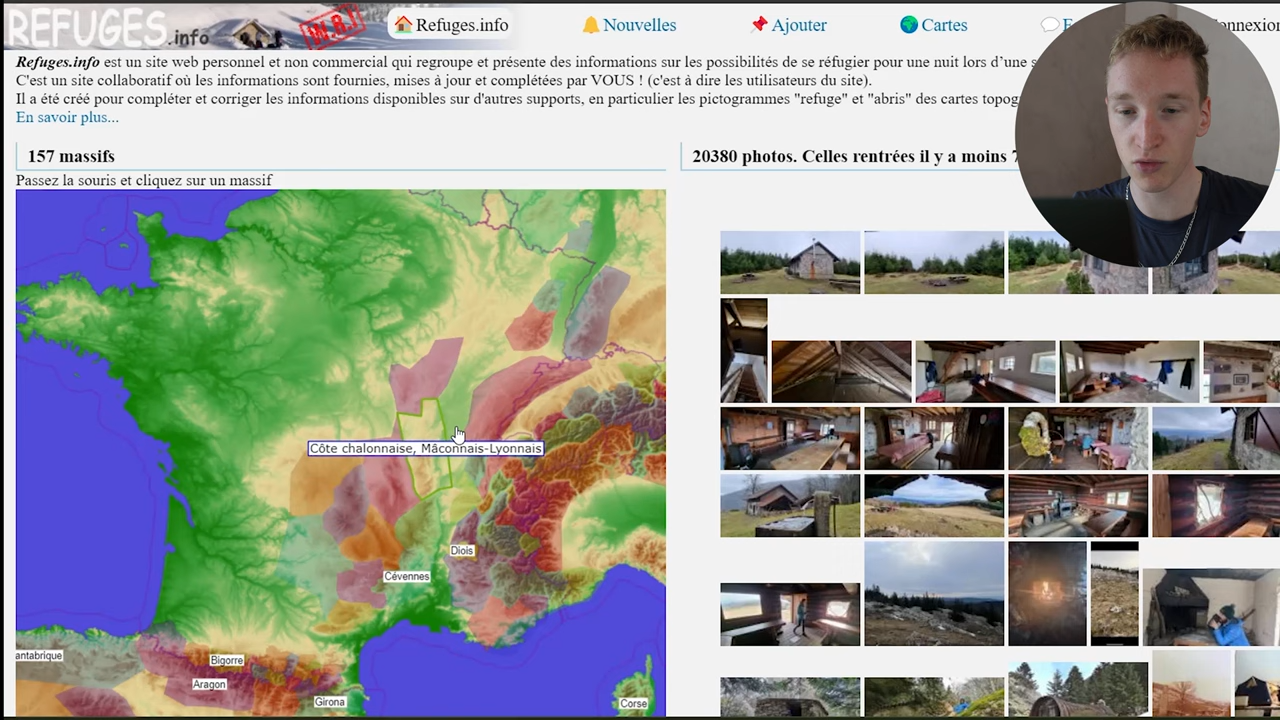 REFUGES.info
W.R.I
Refuges.info
Nouvelles
Ajouter
Cartes
Refuges.info est un site web personnel et non commercial qui regroupe et présente des informations sur les possibilités de se réfugier pour une nuit lors d’une
C'est un site collaboratif où les informations sont fournies, mises à jour et complétées par VOUS ! (c'est à dire les utilisateurs du site).
Il a été créé pour compléter et corriger les informations disponibles sur d'autres supports, en particulier les pictogrammes "refuge" et "abris" des cartes
En savoir plus...
157 massifs
20380 photos. Celles rentrées il y a moins
Passez la souris et cliquez sur un massif
Côte chalonnaise, Mâconnais-Lyonnais
Diois
Cévennes
antabrique
Bigorre
Aragon
Girona
Corse